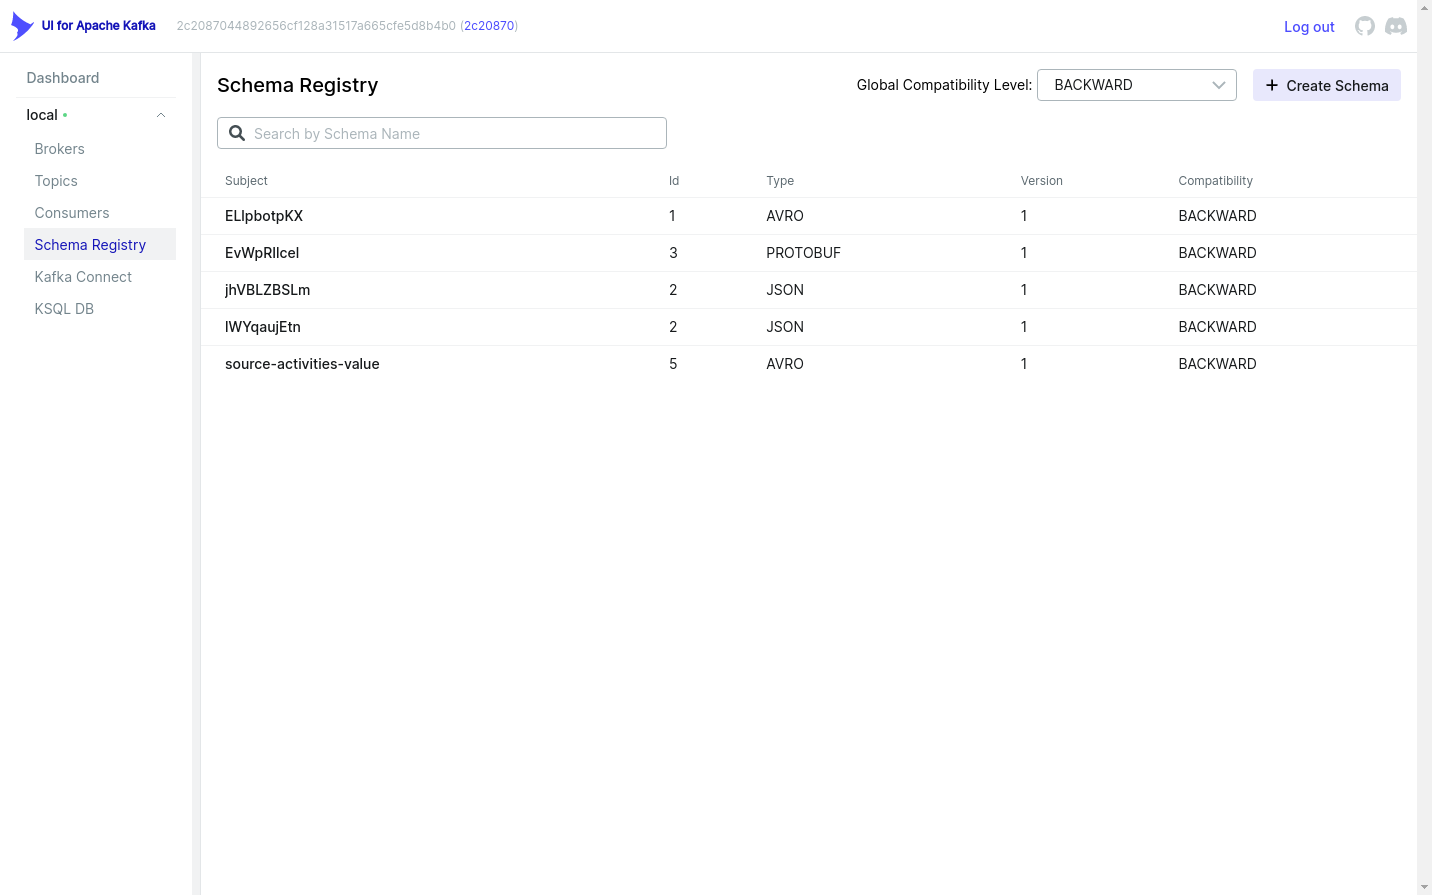 UI for Apache Kafka 2c2087044892656cf128a31517a665cfe5d8b4b0 (2c20870) Log out
Dashboard
local
Brokers
Topics
Consumers
Schema Registry
Kafka Connect
KSQL DB
Schema Registry
Global Compatibility Level: BACKWARD
Create Schema
Search by Schema Name
Subject Id Type Version Compatibility
ELlpbotpKX 1 AVRO 1 BACKWARD
EvWpRllcel 3 PROTOBUF 1 BACKWARD
jhVBLZBSLm 2 JSON 1 BACKWARD
lWYqaujEtn 2 JSON 1 BACKWARD
source-activities-value 5 AVRO 1 BACKWARD